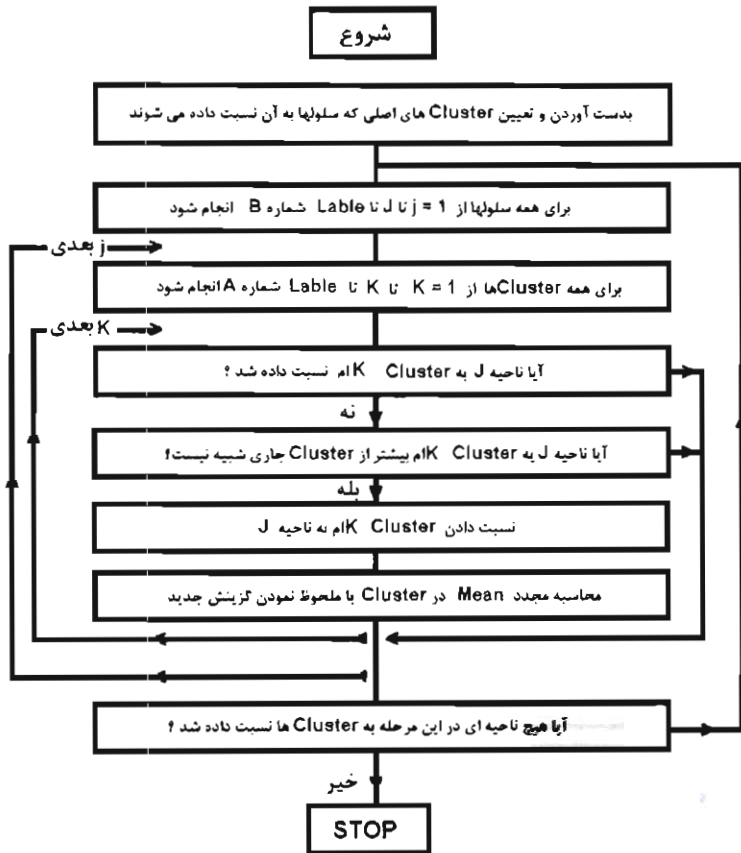 شروع
بدست آوردن و تعیین Cluster های اصلی که سلولها به آن نسبت داده می شوند
برای همه سلولها از j = 1 تا J تا Lable شماره B انجام شود
j بعدی
برای همه Clusterها از K = 1 تا K تا Lable شماره A انجام شود
K بعدی
آیا ناحیه J به Cluster K ام نسبت داده شد ؟
نه
آیا ناحیه J به Cluster Kام بیشتر از Cluster جاری شبیه نیست؟
بله
نسبت دادن Cluster Kام به ناحیه J
محاسبه مجدد Mean در Cluster با ملحوظ نمودن گزینش جدید
آیا هیچ ناحیه ای در این مرحله به Cluster ها نسبت داده شد ؟
خیر
STOP